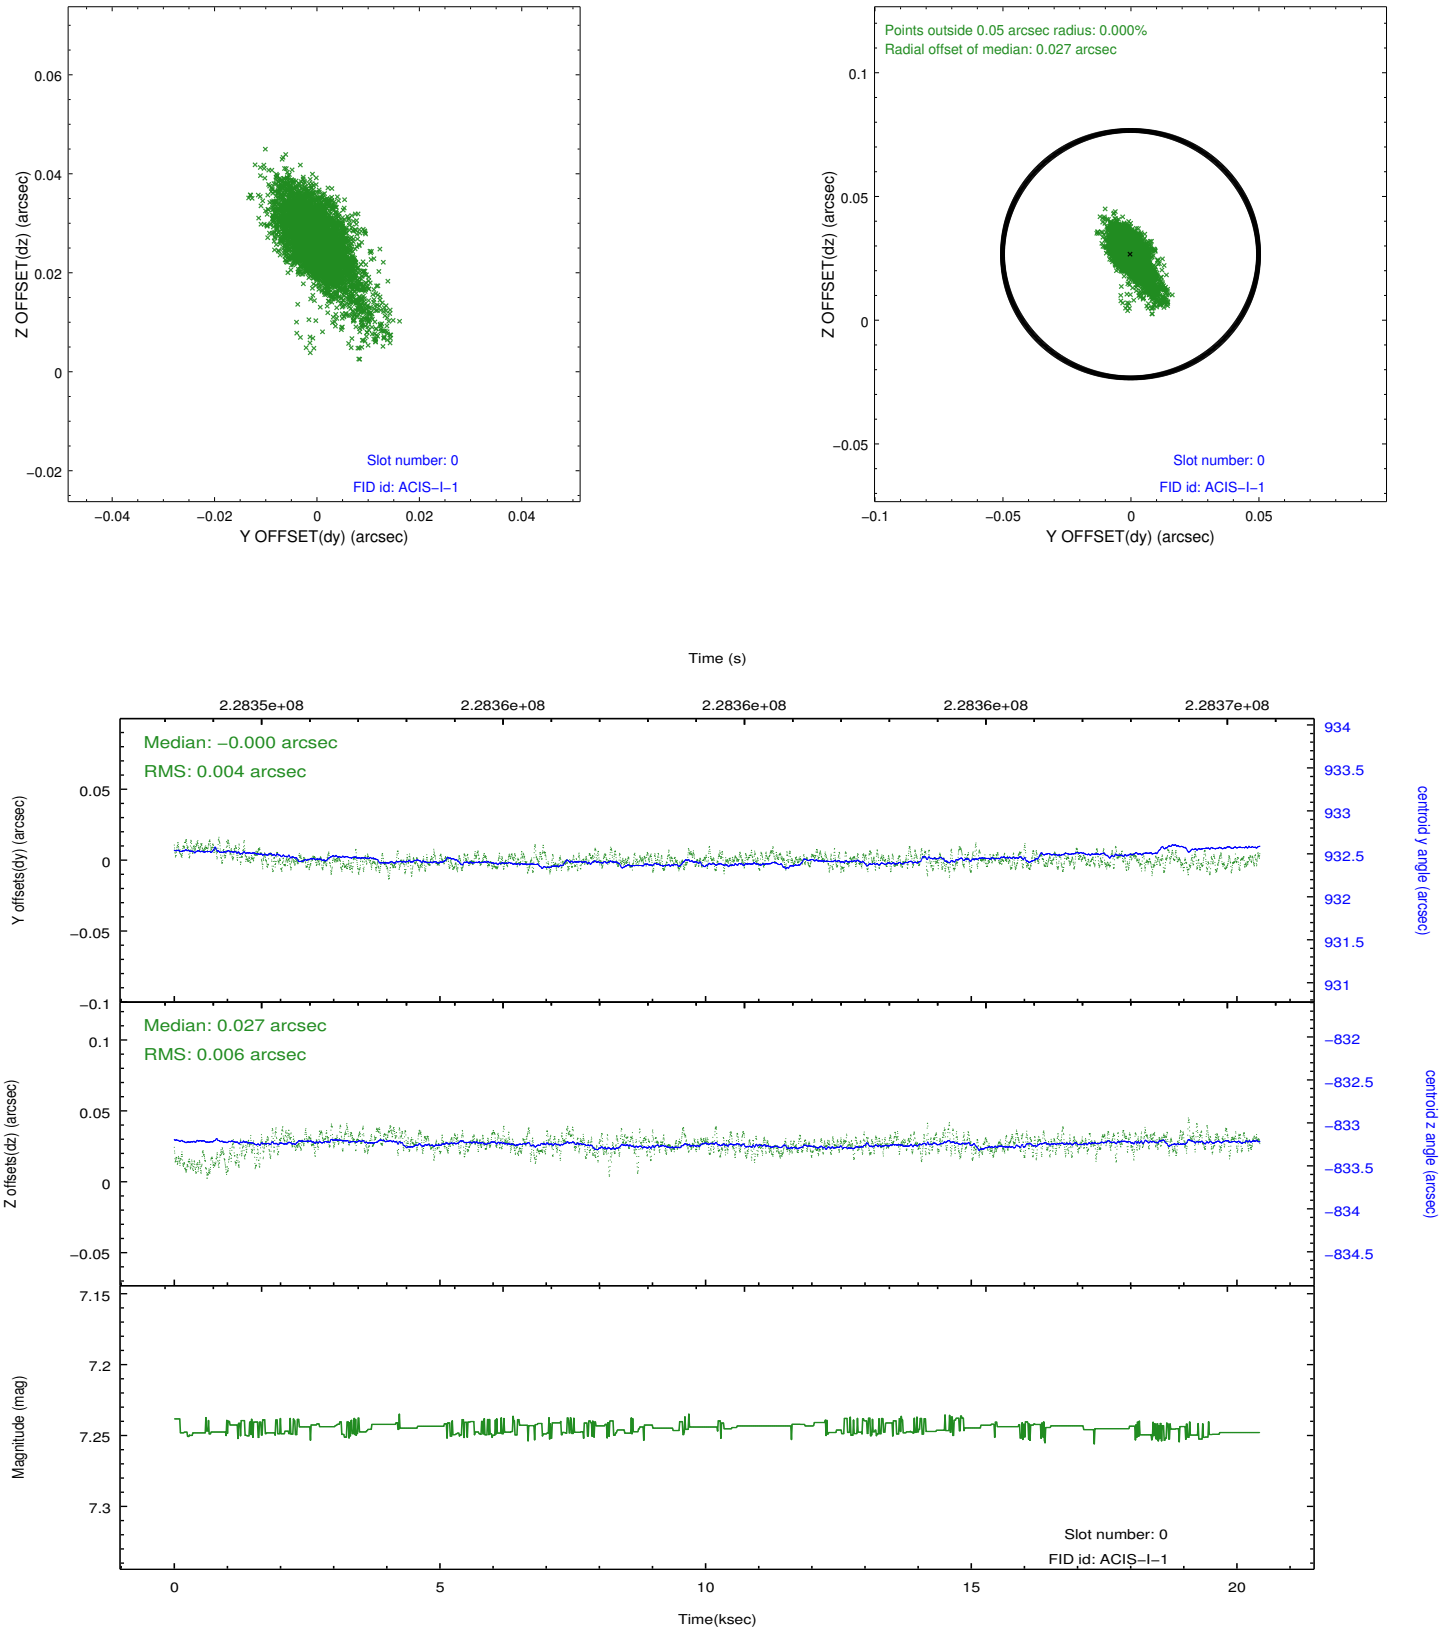 0.06
0.04
0.02
0
−0.02
Z OFFSET(dz) (arcsec)
Slot number: 0
FID id: ACIS−I−1
−0.04
−0.02
0
0.02
0.04
Y OFFSET(dy) (arcsec)
Points outside 0.05 arcsec radius: 0.000%
Radial offset of median: 0.027 arcsec
0.1
0.05
0
−0.05
Z OFFSET(dz) (arcsec)
Slot number: 0
FID id: ACIS−I−1
−0.1
−0.05
0
0.05
Y OFFSET(dy) (arcsec)
Time (s)
2.2835e+08
2.2836e+08
2.2836e+08
2.2836e+08
2.2837e+08
Median: −0.000 arcsec
RMS: 0.004 arcsec
0.05
0
−0.05
−0.1
Y offsets(dy) (arcsec)
934
933.5
933
932.5
932
931.5
931
centroid y angle (arcsec)
Median: 0.027 arcsec
RMS: 0.006 arcsec
0.1
0.05
0
−0.05
Z offsets(dz) (arcsec)
−832
−832.5
−833
−833.5
−834
−834.5
centroid z angle (arcsec)
7.15
7.2
7.25
7.3
Magnitude (mag)
Slot number: 0
FID id: ACIS−I−1
0
5
10
15
20
Time(ksec)